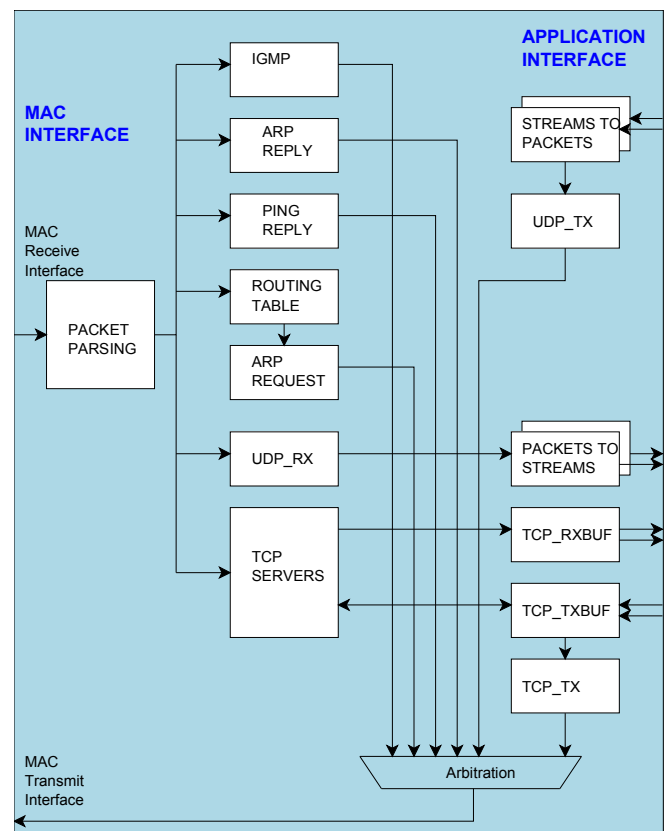 APPLICATION
INTERFACE
IGMP
MAC
INTERFACE
STREAMS TO
PACKETS
ARP
REPLY
PING
REPLY
UDP_TX
MAC
Receive
Interface
ROUTING
TABLE
PACKET
PARSING
ARP
REQUEST
UDP_RX
PACKETS TO
STREAMS
TCP_RXBUF
TCP
SERVERS
TCP_TXBUF
TCP_TX
MAC
Transmit
Interface
Arbitration